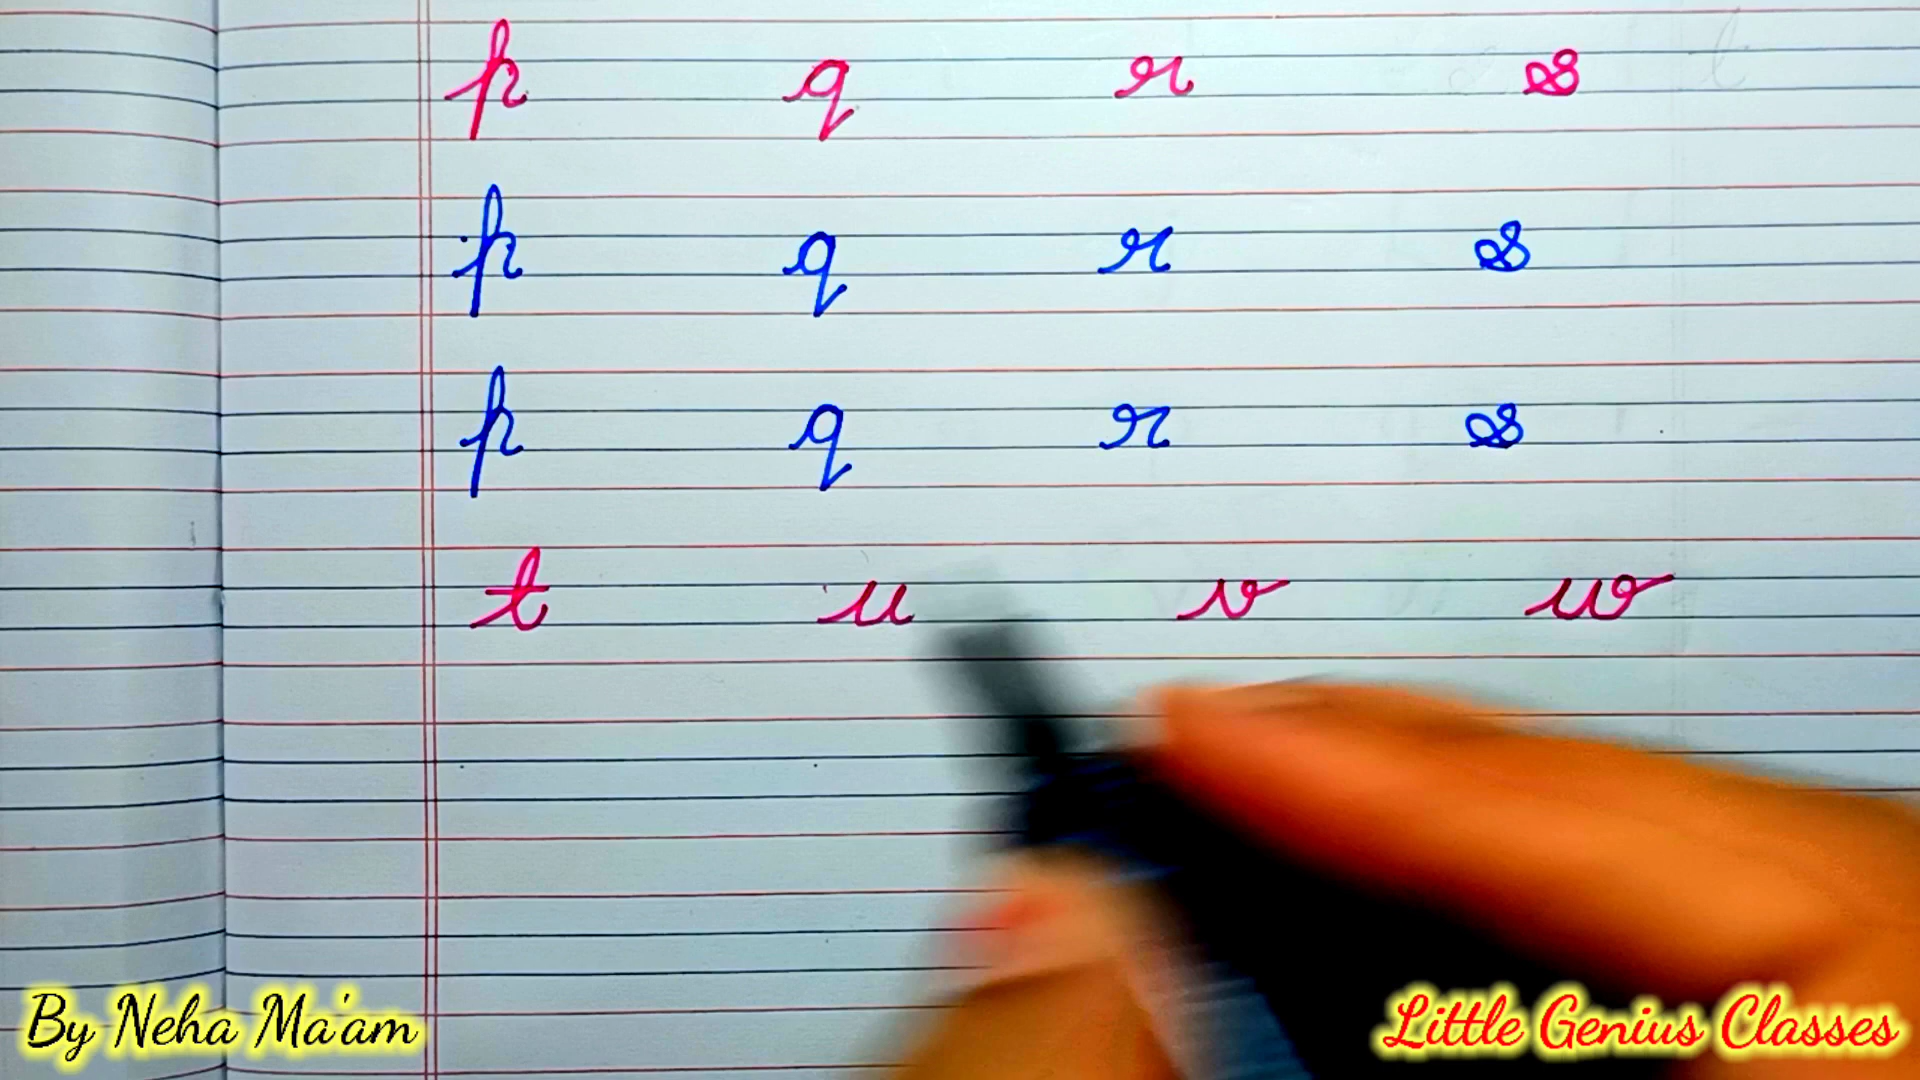 p q r s
p q r s
p q r s
t u v w
By Neha Ma'am
Little Genius Classes